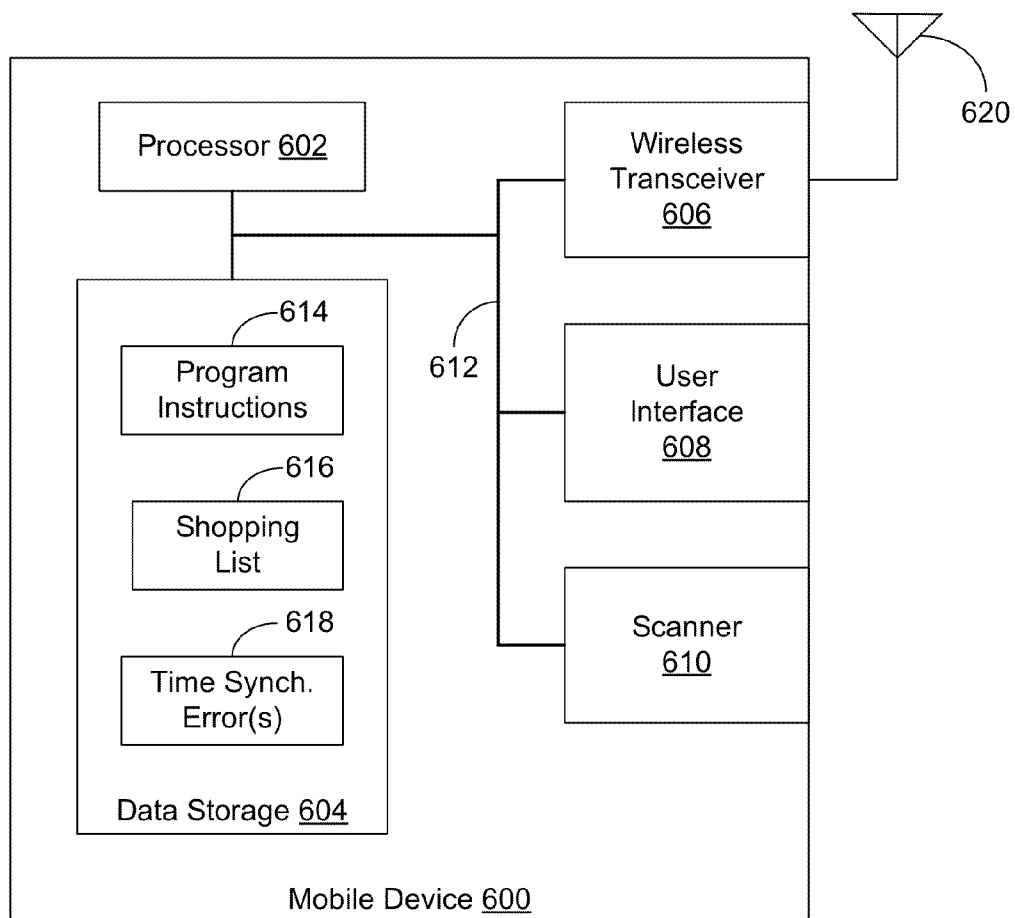 620
Processor 602
Wireless
Transceiver
606
614
Program
Instructions
612
User
Interface
608
616
Shopping
List
618
Time Synch.
Error(s)
Scanner
610
Data Storage 604
Mobile Device 600